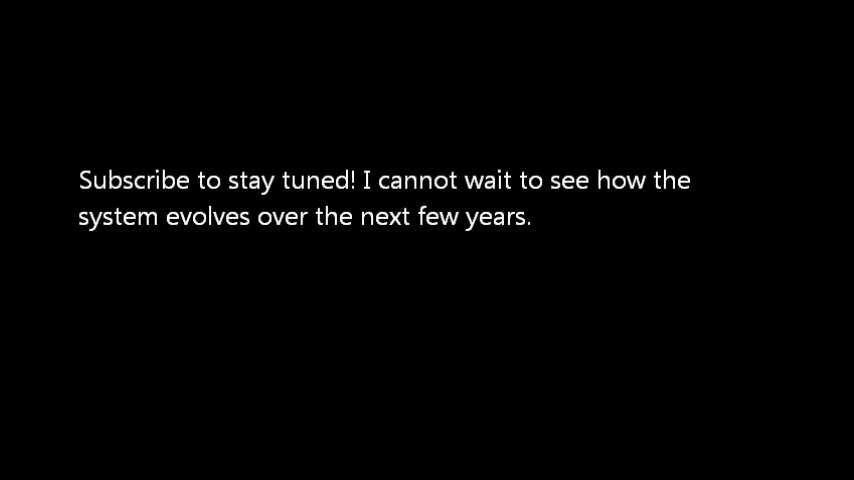 Subscribe to stay tuned! I cannot wait to see how the
system evolves over the next few years.